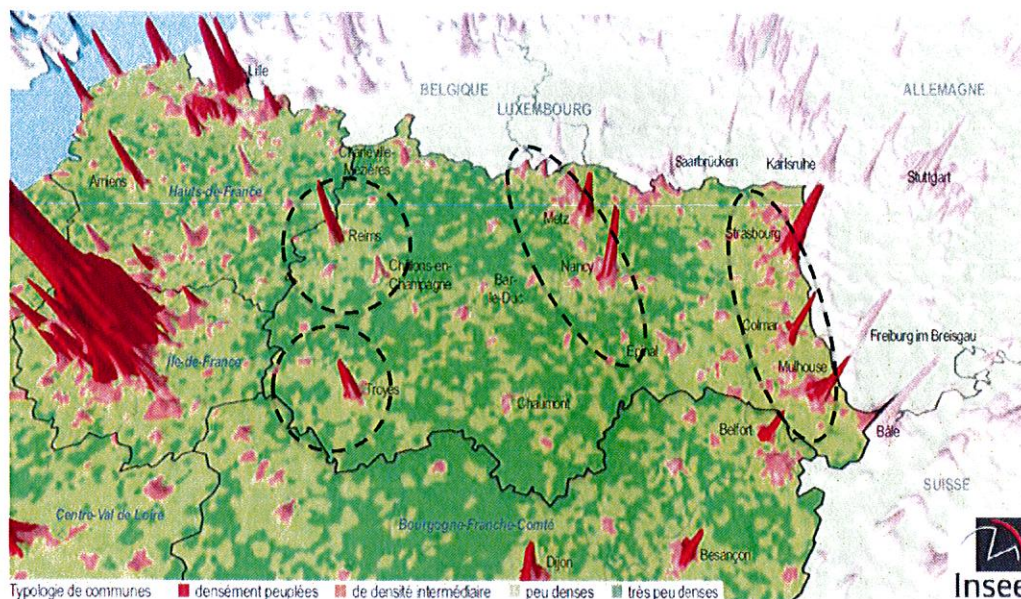 Lille
BELGIQUE
LUXEMBOURG
ALLEMAGNE
Charleville-
Mézières
Saarbrücken
Karlsruhe
Stuttgart
Amiens
Hauts-de-France
Metz
Reims
Strasbourg
Châlons-en-
Champagne
Nancy
Bar-
le-Duc
Colmar
Freiburg im Breisgau
Epinal
Île-de-France
Mulhouse
Troyes
Chaumont
Belfort
Bâle
SUISSE
Centre-Val de Loire
Bourgogne-Franche-Comté
Dijon
Besançon
Insee
Typologie de communes densément peuplées de densité intermédiaire peu denses très peu denses